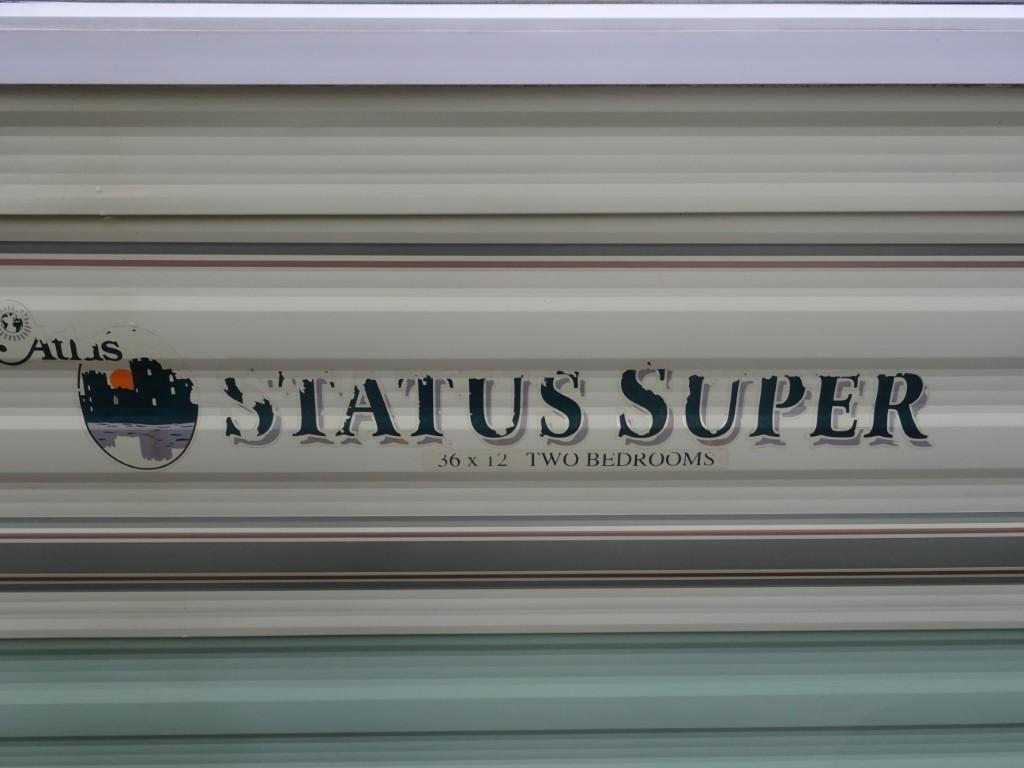 Atlas
STATUS SUPER
36 x 12 TWO BEDROOMS